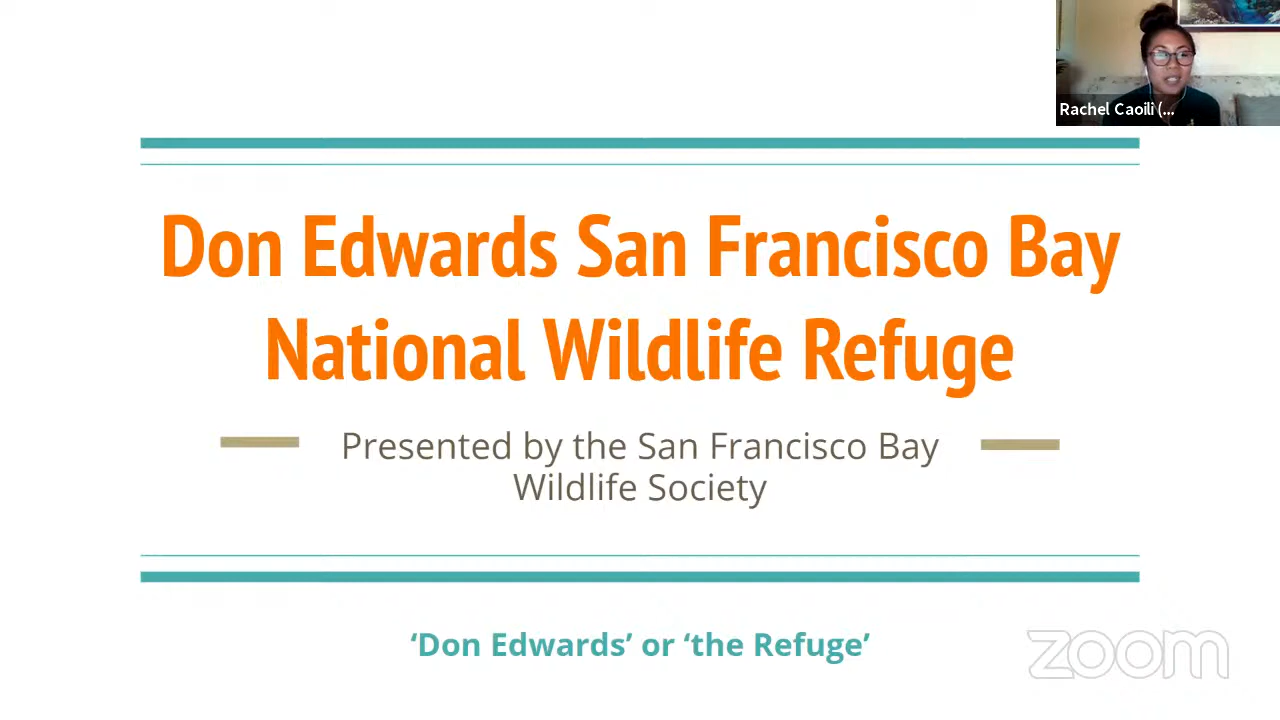 Rachel Caoili (...
Don Edwards San Francisco Bay
National Wildlife Refuge
Presented by the San Francisco Bay
Wildlife Society
‘Don Edwards’ or ‘the Refuge’
zoom